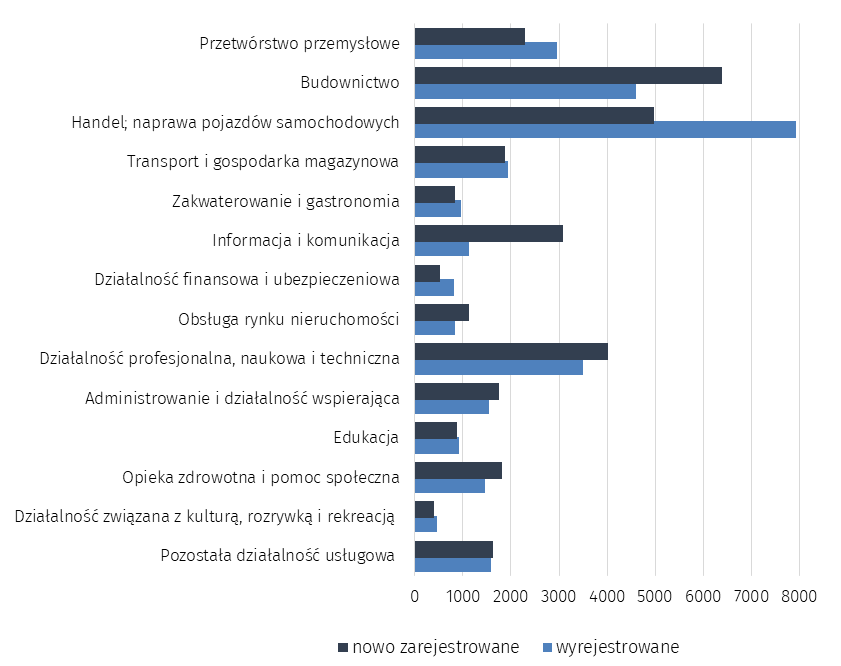 Przetwórstwo przemysłowe
Budownictwo
Handel; naprawa pojazdów samochodowych
Transport i gospodarka magazynowa
Zakwaterowanie i gastronomia
Informacja i komunikacja
Działalność finansowa i ubezpieczeniowa
Obsługa rynku nieruchomości
Działalność profesjonalna, naukowa i techniczna
Administrowanie i działalność wspierająca
Edukacja
Opieka zdrowotna i pomoc społeczna
Działalność związana z kulturą, rozrywką i rekreacją
Pozostała działalność usługowa
0 1000 2000 3000 4000 5000 6000 7000 8000
nowo zarejestrowane wyrejestrowane